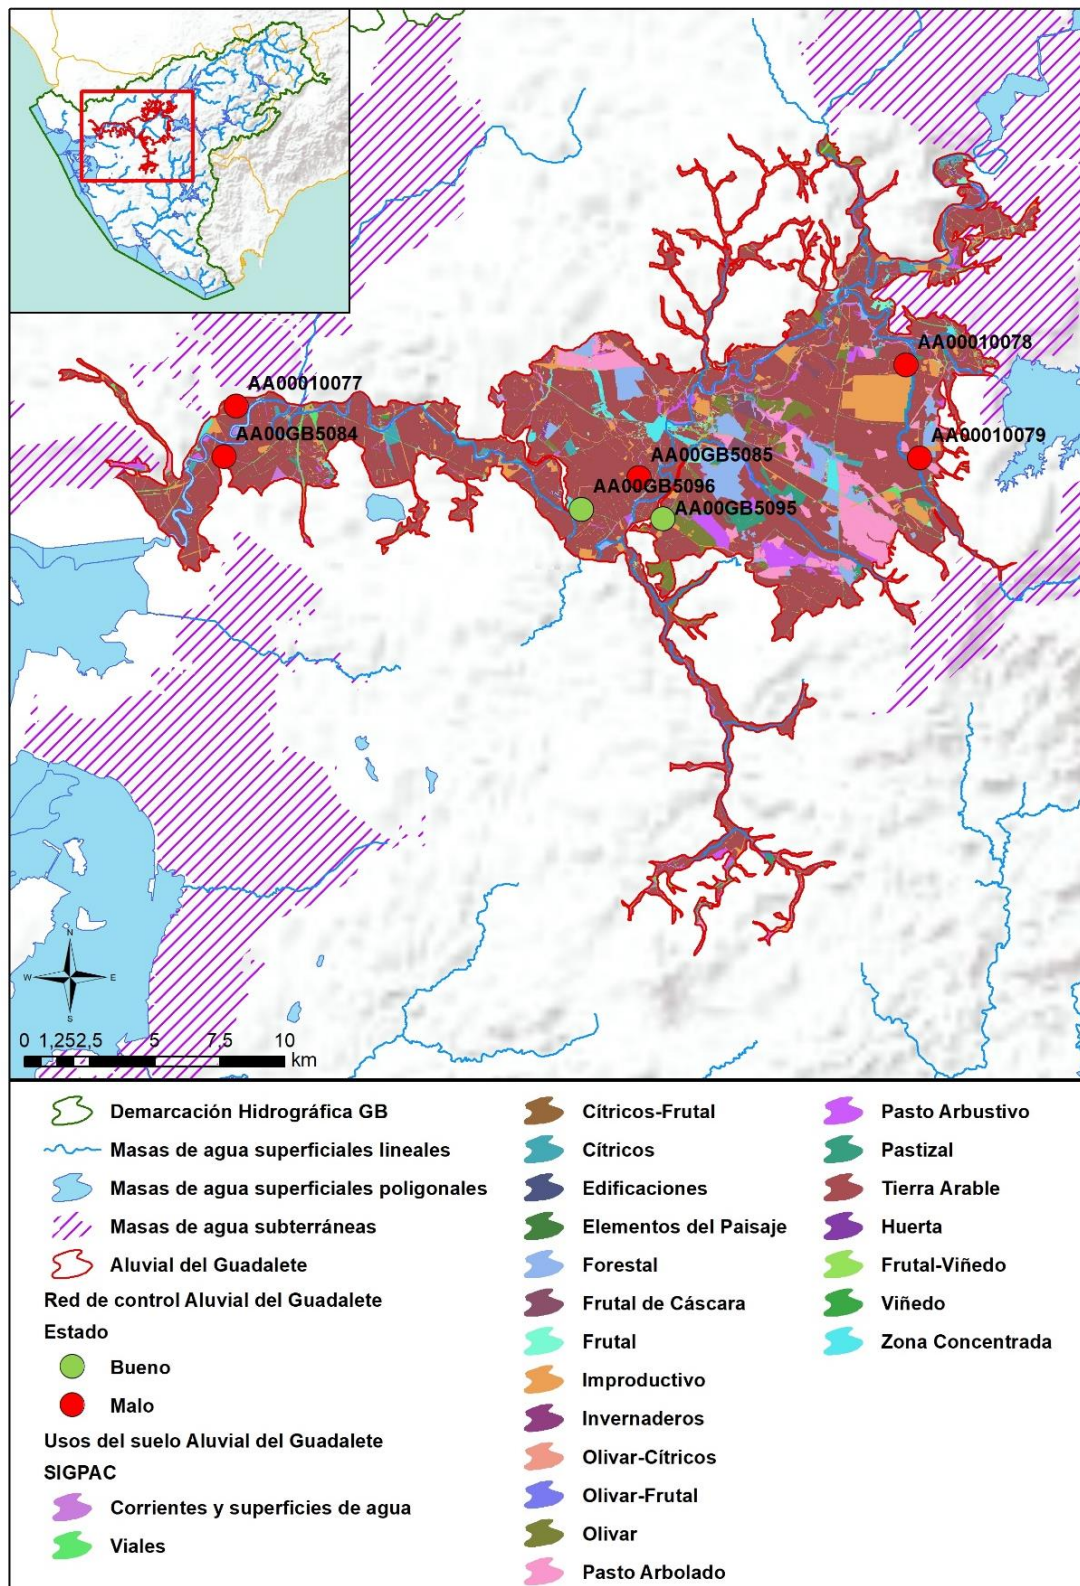 AA00010078
AA00010077
AA00GB5084
AA00010079
AA00GB5085
AA00GB5096
AA00GB5095
N
W E
S
0 1,252,5 5 7,5 10
km
Demarcación Hidrográfica GB
Masas de agua superficiales lineales
Masas de agua superficiales poligonales
Masas de agua subterráneas
Aluvial del Guadalete
Red de control Aluvial del Guadalete
Estado
Bueno
Malo
Usos del suelo Aluvial del Guadalete
SIGPAC
Corrientes y superficies de agua
Viales
Cítricos-Frutal
Cítricos
Edificaciones
Elementos del Paisaje
Forestal
Frutal de Cáscara
Frutal
Improductivo
Invernaderos
Olivar-Cítricos
Olivar-Frutal
Olivar
Pasto Arbolado
Pasto Arbustivo
Pastizal
Tierra Arable
Huerta
Frutal-Viñedo
Viñedo
Zona Concentrada